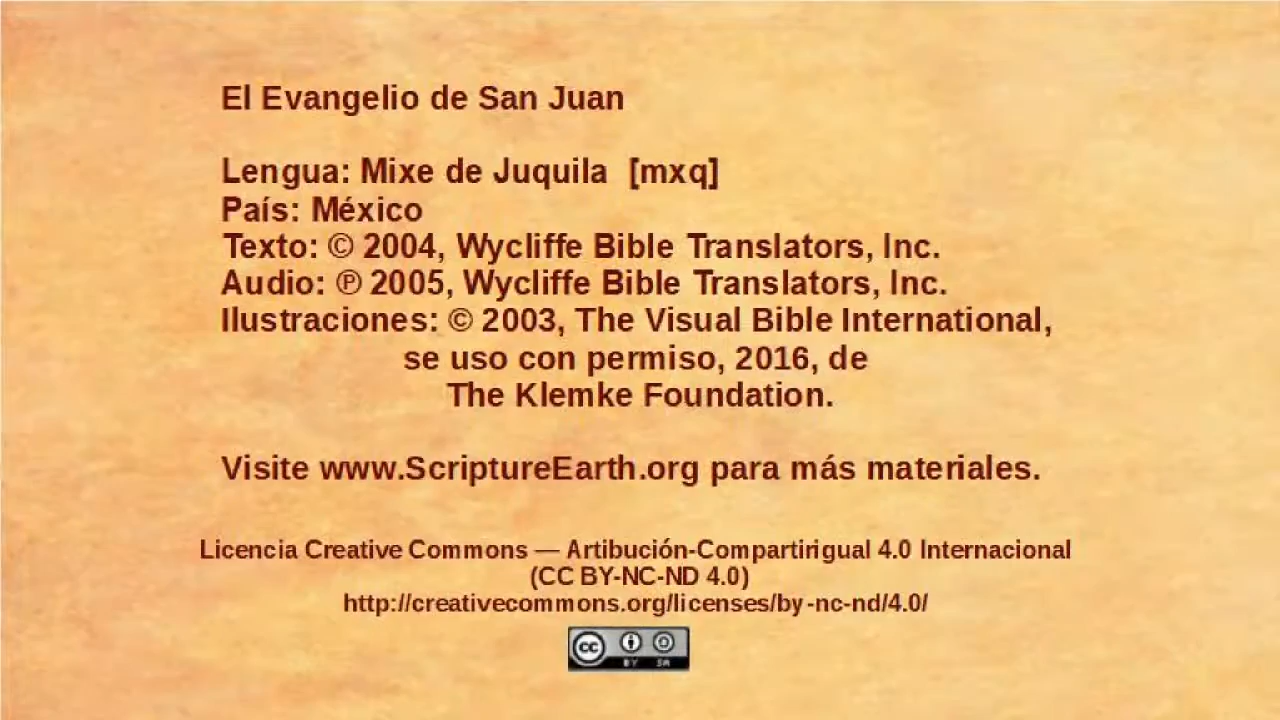 El Evangelio de San Juan
Lengua: Mixe de Juquila [mxq]
País: México
Texto: © 2004, Wycliffe Bible Translators, Inc.
Audio: ℗ 2005, Wycliffe Bible Translators, Inc.
Ilustraciones: © 2003, The Visual Bible International,
se uso con permiso, 2016, de
The Klemke Foundation.
Visite www.ScriptureEarth.org para más materiales.
Licencia Creative Commons — Artibución-Compartirigual 4.0 Internacional
(CC BY-NC-ND 4.0)
http://creativecommons.org/licenses/by-nc-nd/4.0/
cc BY SA